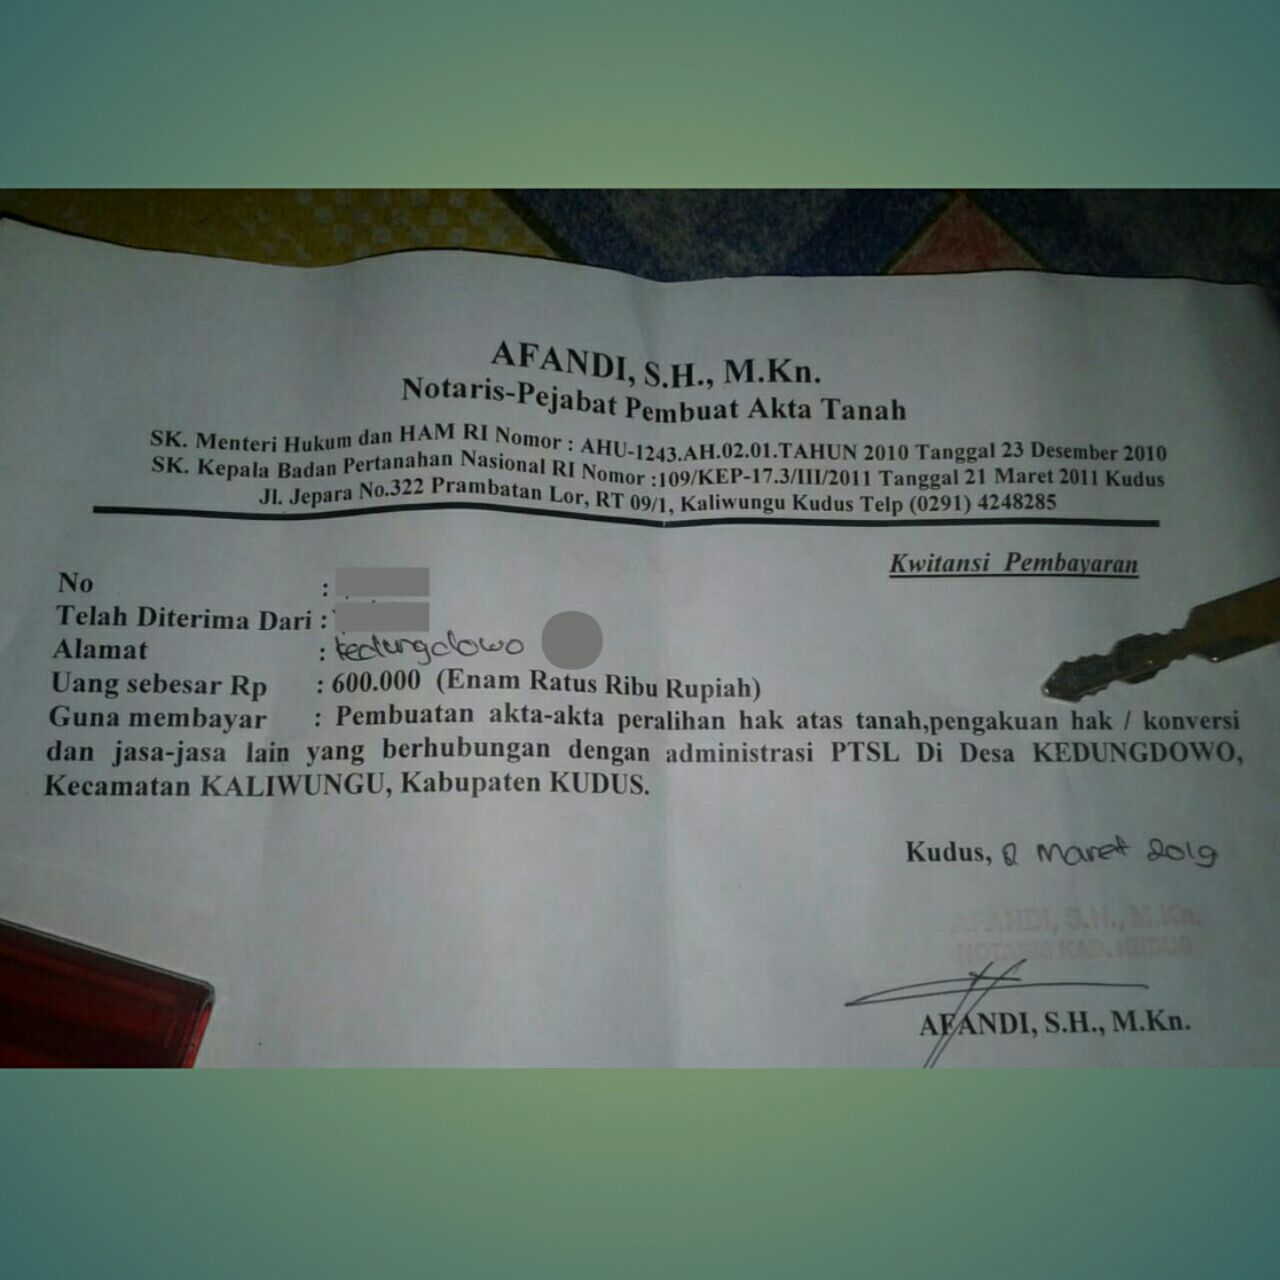 AFANDI, S.H., M.Kn.
Notaris-Pejabat Pembuat Akta Tanah
SK. Menteri Hukum dan HAM RI Nomor : AHU-1243.AH.02.01.TAHUN 2010 Tanggal 23 Desember 2010
SK. Kepala Badan Pertanahan Nasional RI Nomor :109/KEP-17.3/III/2011 Tanggal 21 Maret 2011 Kudus
Jl. Jepara No.322 Prambatan Lor, RT 09/1, Kaliwungu Kudus Telp (0291) 4248285
Kwitansi Pembayaran
No :
Telah Diterima Dari :
Alamat : kedungdowo
Uang sebesar Rp : 600.000 (Enam Ratus Ribu Rupiah)
Guna membayar : Pembuatan akta-akta peralihan hak atas tanah,pengakuan hak / konversi
dan jasa-jasa lain yang berhubungan dengan administrasi PTSL Di Desa KEDUNGDOWO,
Kecamatan KALIWUNGU, Kabupaten KUDUS.
Kudus, 2 Maret 2019
AFANDI, S.H., M.Kn.
NOTARIS KAB. KUDUS
AFANDI, S.H., M.Kn.